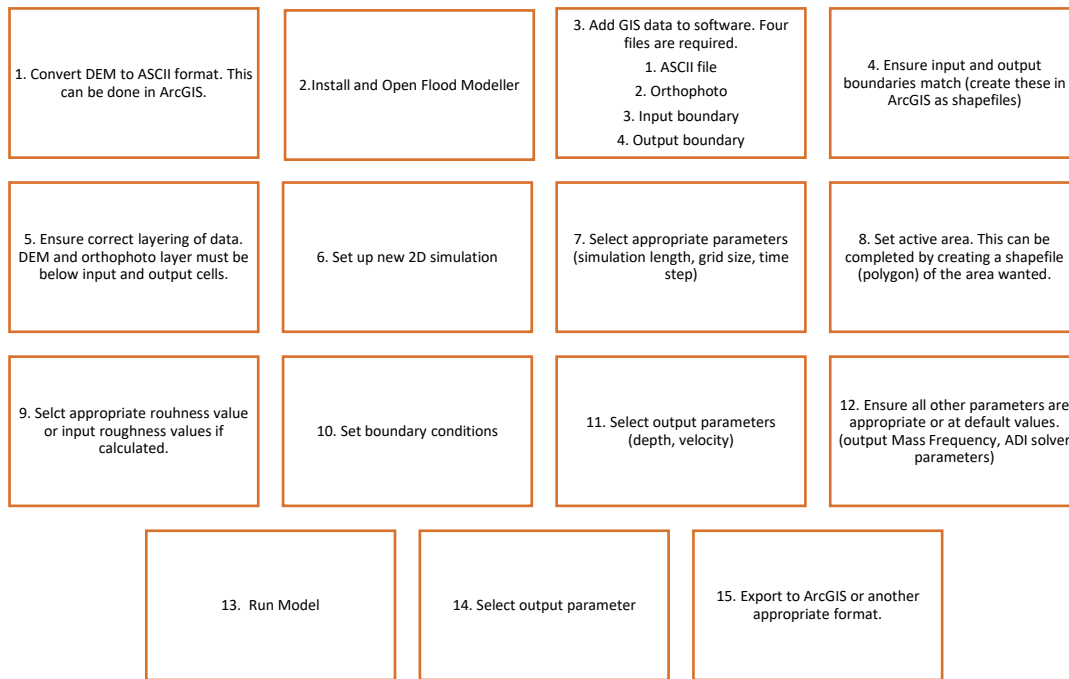 1. Convert DEM to ASCII format. This
can be done in ArcGIS.
2.Install and Open Flood Modeller
3. Add GIS data to software. Four
files are required.
1. ASCII file
2. Orthophoto
3. Input boundary
4. Output boundary
4. Ensure input and output
boundaries match (create these in
ArcGIS as shapefiles)
5. Ensure correct layering of data.
DEM and orthophoto layer must be
below input and output cells.
6. Set up new 2D simulation
7. Select appropriate parameters
(simulation length, grid size, time
step)
8. Set active area. This can be
completed by creating a shapefile
(polygon) of the area wanted.
9. Selct appropriate rouhness value
or input roughness values if
calculated.
10. Set boundary conditions
11. Select output parameters
(depth, velocity)
12. Ensure all other parameters are
appropriate or at default values.
(output Mass Frequency, ADI solver
parameters)
13. Run Model
14. Select output parameter
15. Export to ArcGIS or another
appropriate format.